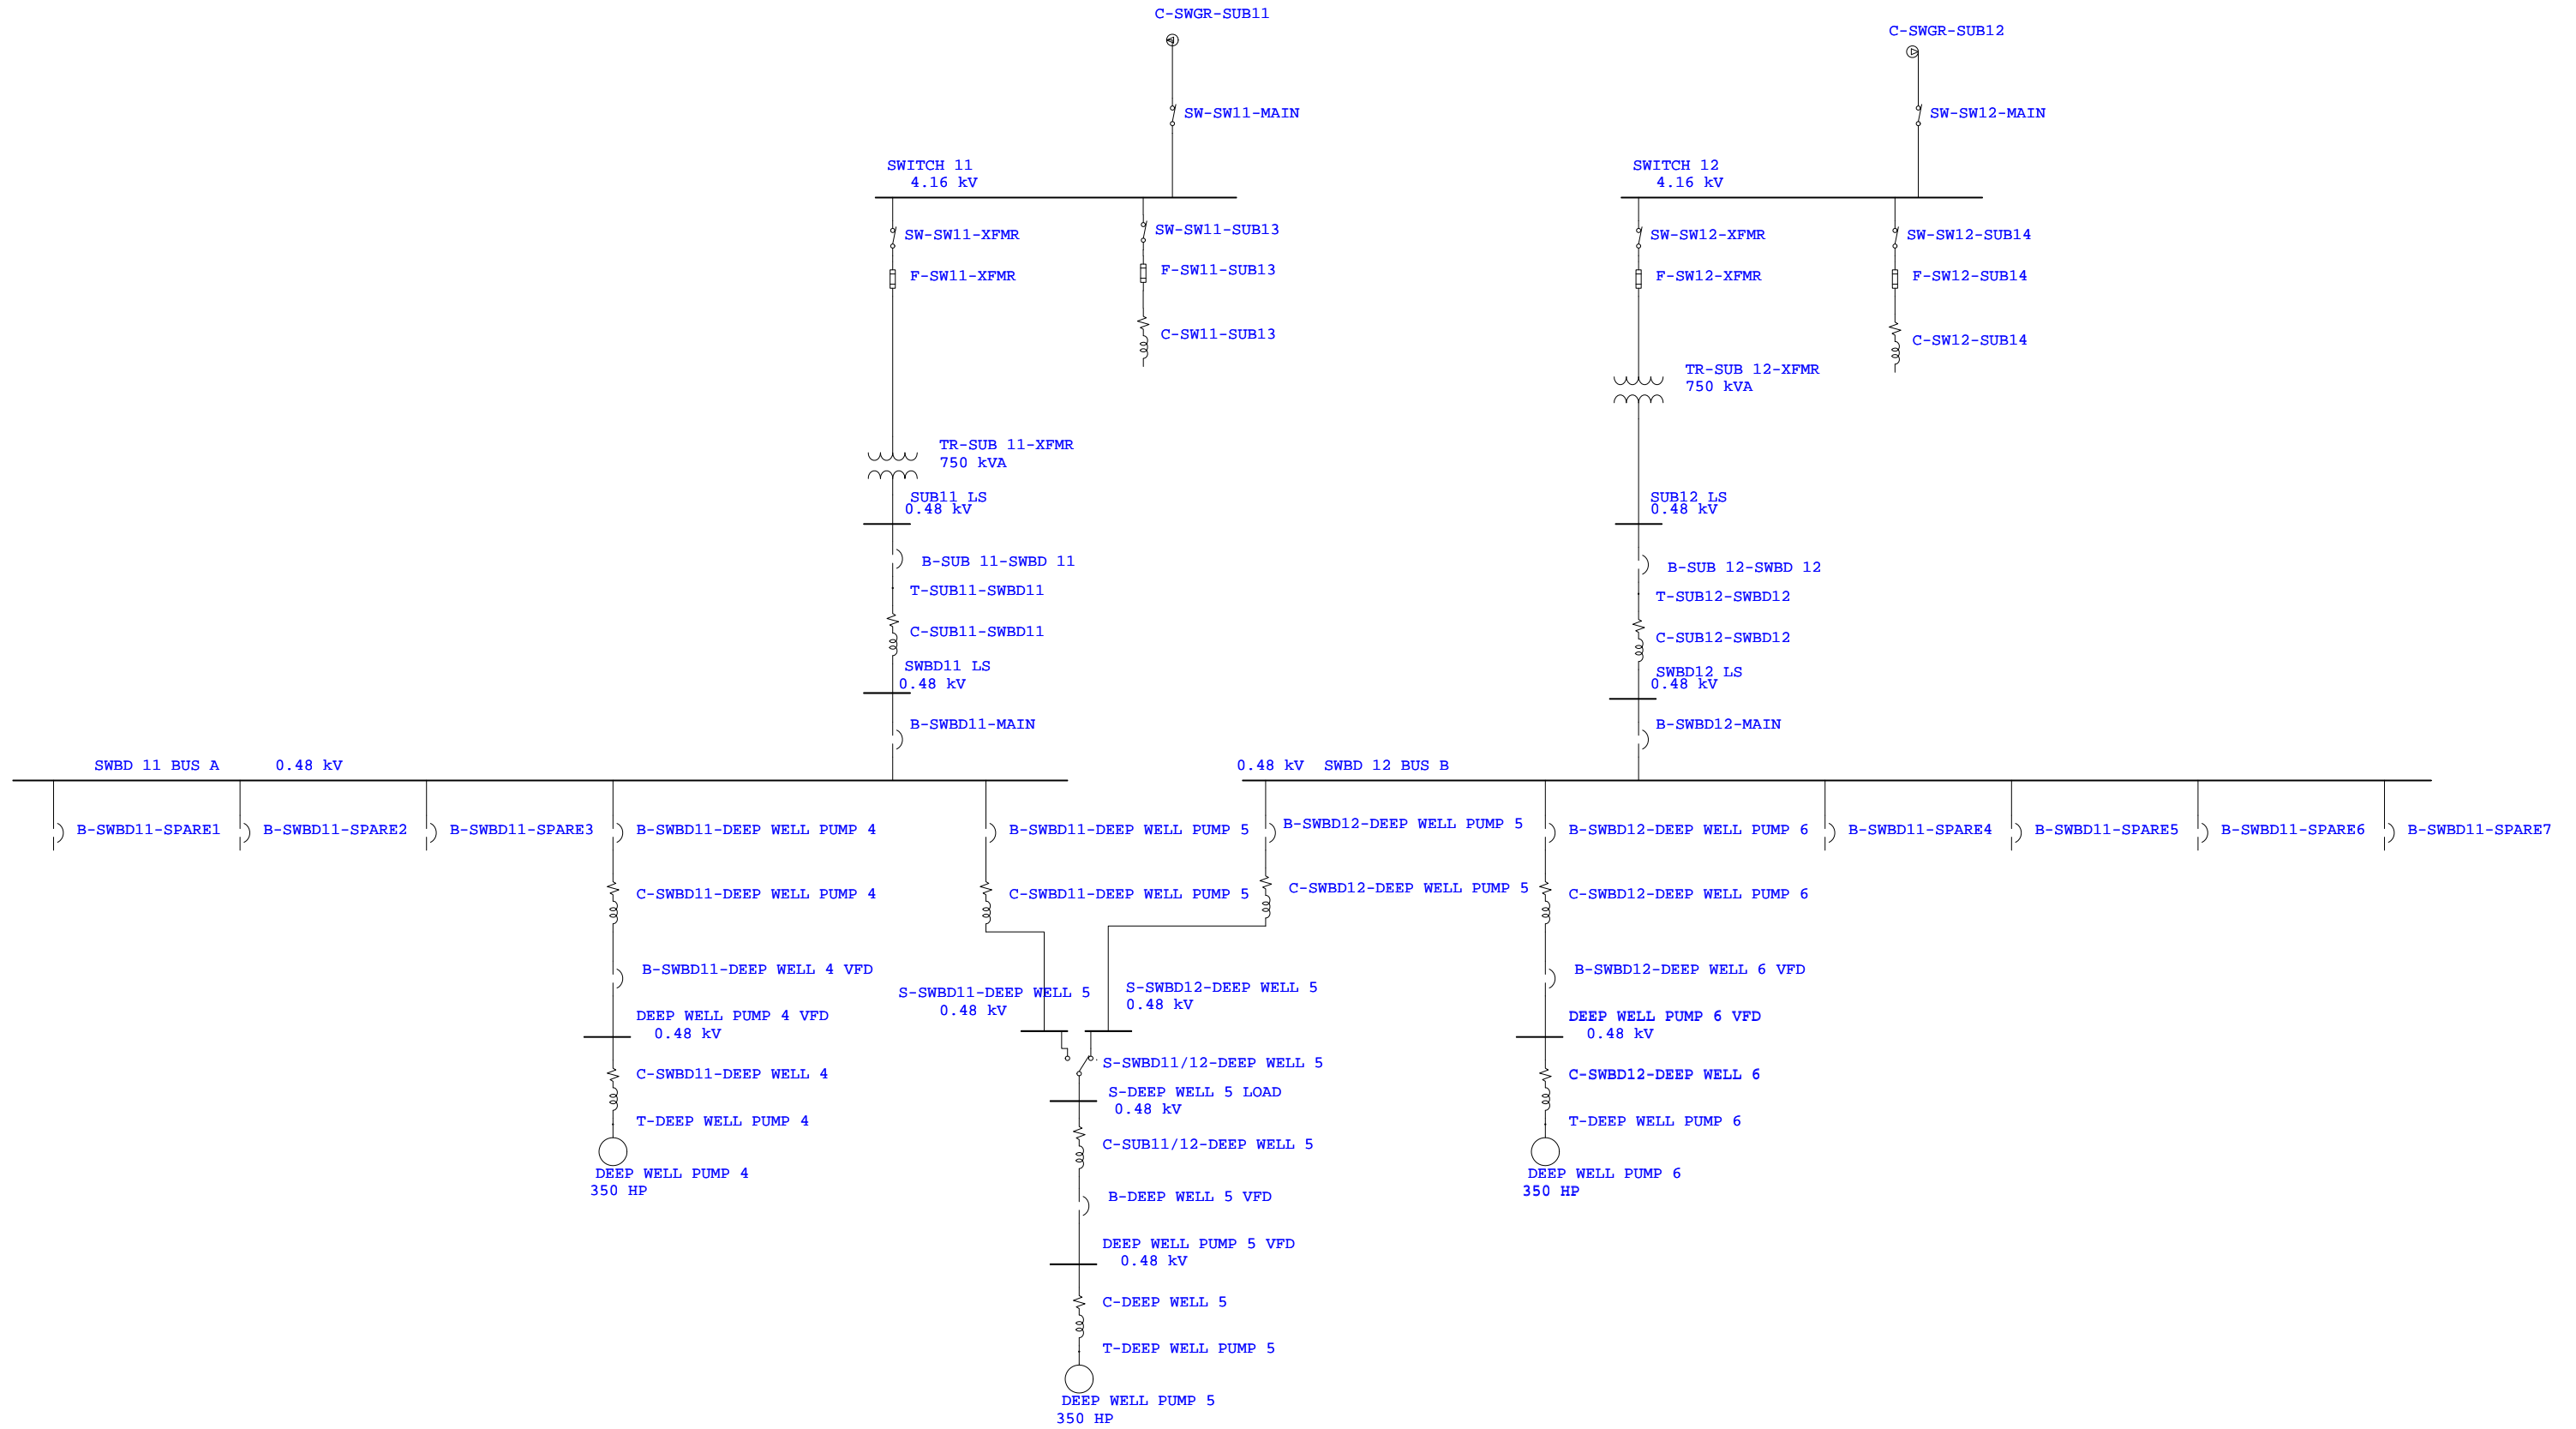 C-SWGR-SUB11
C-SWGR-SUB12
SW-SW11-MAIN
SW-SW12-MAIN
SWITCH 11
4.16 kV
SWITCH 12
4.16 kV
SW-SW11-XFMR
SW-SW11-SUB13
SW-SW12-XFMR
SW-SW12-SUB14
F-SW11-XFMR
F-SW11-SUB13
F-SW12-XFMR
F-SW12-SUB14
C-SW11-SUB13
C-SW12-SUB14
TR-SUB 12-XFMR
750 kVA
TR-SUB 11-XFMR
750 kVA
SUB11 LS
0.48 kV
SUB12 LS
0.48 kV
B-SUB 11-SWBD 11
B-SUB 12-SWBD 12
T-SUB11-SWBD11
T-SUB12-SWBD12
C-SUB11-SWBD11
C-SUB12-SWBD12
SWBD11 LS
0.48 kV
SWBD12 LS
0.48 kV
B-SWBD11-MAIN
B-SWBD12-MAIN
SWBD 11 BUS A 0.48 kV
0.48 kV SWBD 12 BUS B
B-SWBD11-SPARE1
B-SWBD11-SPARE2
B-SWBD11-SPARE3
B-SWBD11-DEEP WELL PUMP 4
B-SWBD11-DEEP WELL PUMP 5
B-SWBD12-DEEP WELL PUMP 5
B-SWBD12-DEEP WELL PUMP 6
B-SWBD11-SPARE4
B-SWBD11-SPARE5
B-SWBD11-SPARE6
B-SWBD11-SPARE7
C-SWBD11-DEEP WELL PUMP 4
C-SWBD11-DEEP WELL PUMP 5
C-SWBD12-DEEP WELL PUMP 5
C-SWBD12-DEEP WELL PUMP 6
B-SWBD11-DEEP WELL 4 VFD
B-SWBD12-DEEP WELL 6 VFD
S-SWBD11-DEEP WELL 5
0.48 kV
S-SWBD12-DEEP WELL 5
0.48 kV
DEEP WELL PUMP 4 VFD
0.48 kV
DEEP WELL PUMP 6 VFD
0.48 kV
S-SWBD11/12-DEEP WELL 5
C-SWBD11-DEEP WELL 4
C-SWBD12-DEEP WELL 6
S-DEEP WELL 5 LOAD
0.48 kV
T-DEEP WELL PUMP 4
T-DEEP WELL PUMP 6
C-SUB11/12-DEEP WELL 5
DEEP WELL PUMP 4
350 HP
DEEP WELL PUMP 6
350 HP
B-DEEP WELL 5 VFD
DEEP WELL PUMP 5 VFD
0.48 kV
C-DEEP WELL 5
T-DEEP WELL PUMP 5
DEEP WELL PUMP 5
350 HP